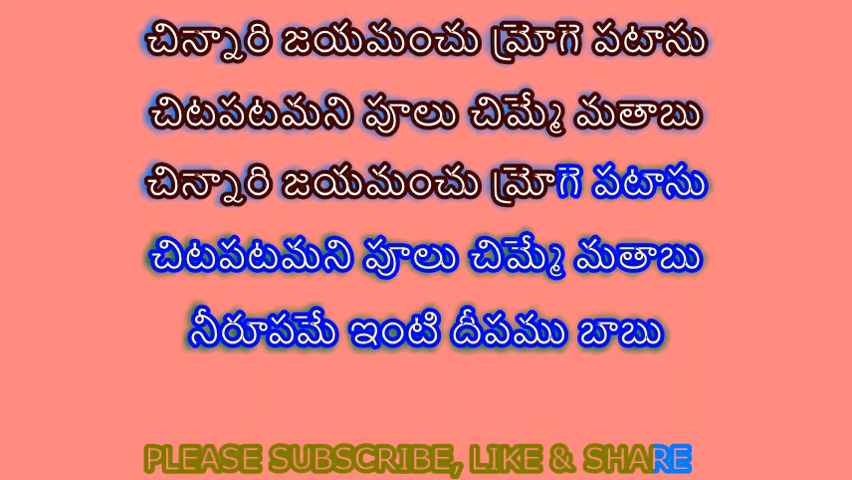 చిన్నారి జయమంచు మ్రోగె పటాసు
చిటపటమని పూలు చిమ్మే మతాబు
చిన్నారి జయమంచు మ్రోగె పటాసు
చిటపటమని పూలు చిమ్మే మతాబు
నీరూపమే ఇంటి దీపము బాబు
PLEASE SUBSCRIBE, LIKE & SHARE